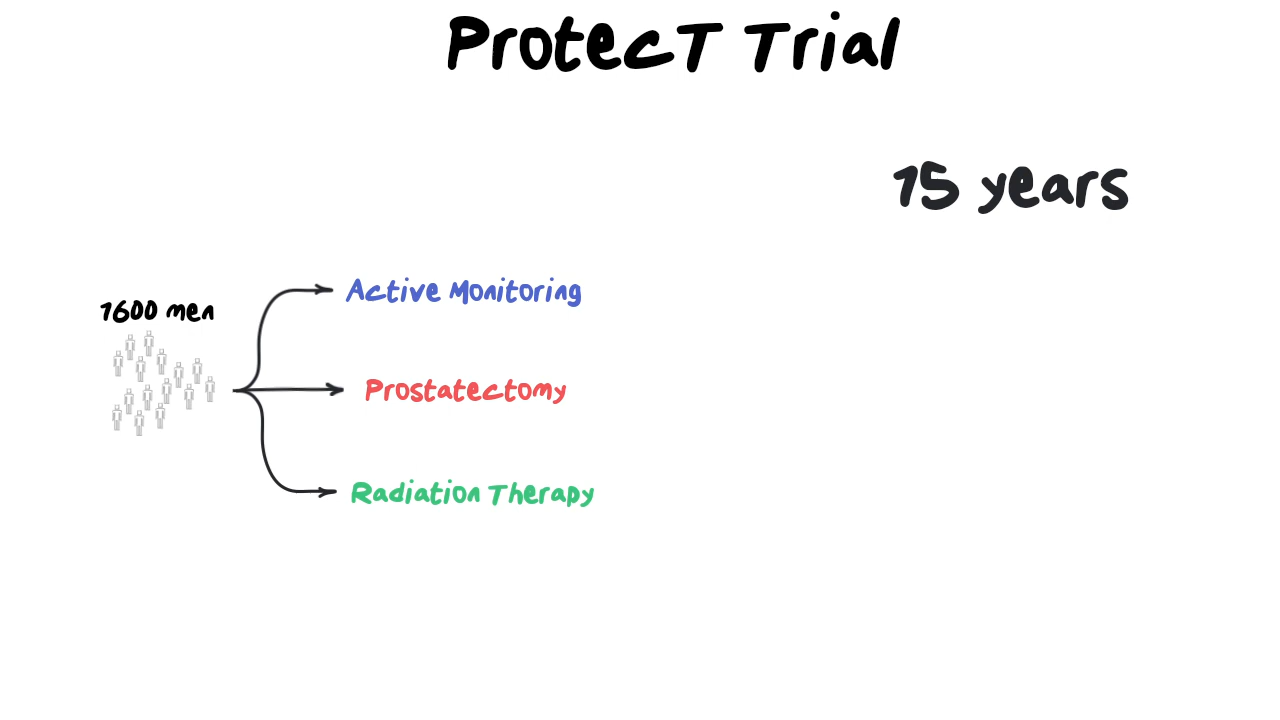 ProtecT Trial
15 years
1600 men
Active Monitoring
Prostatectomy
Radiation Therapy